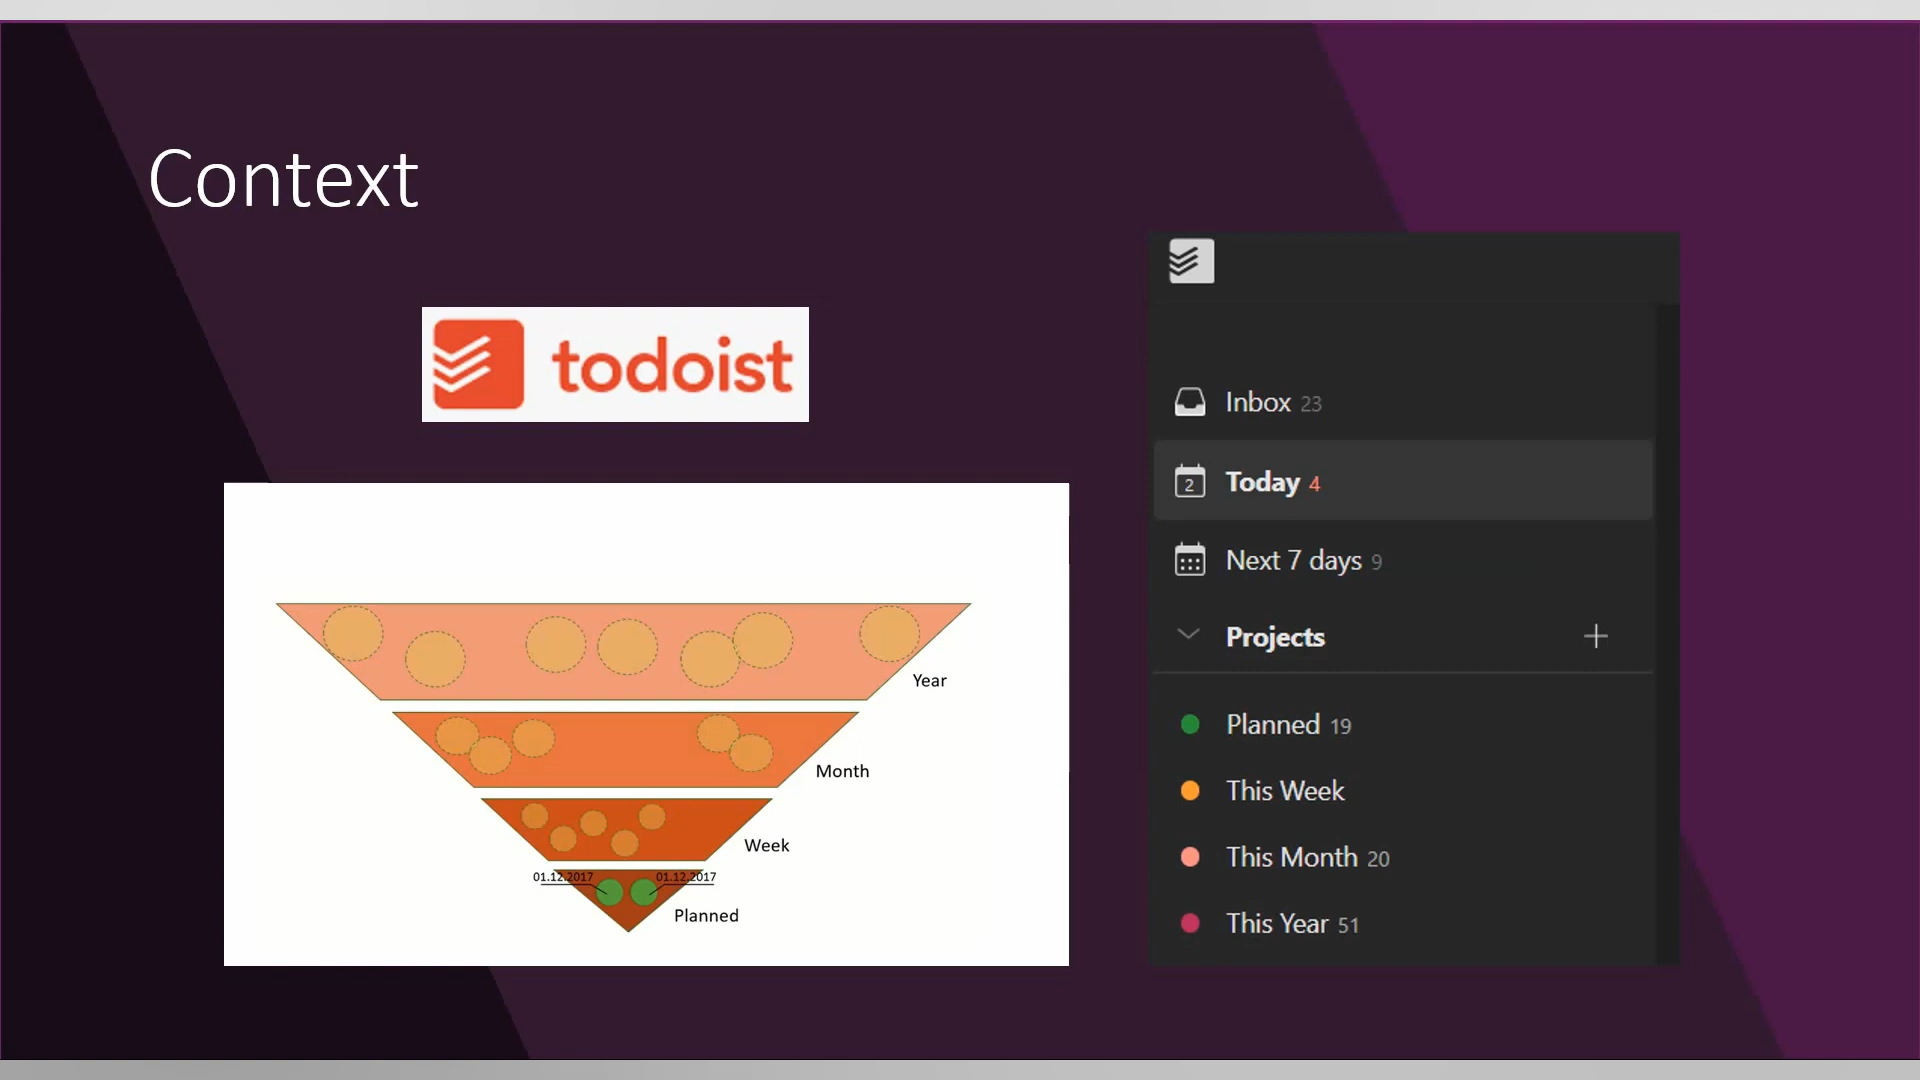 Context
todoist
Year
Month
Week
01.12.2017 01.12.2017
Planned
Inbox 23
2 Today 4
Next 7 days 9
Projects +
Planned 19
This Week
This Month 20
This Year 51